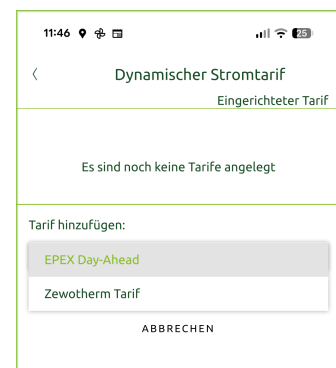 11:46
25
Dynamischer Stromtarif
Eingerichteter Tarif
Es sind noch keine Tarife angelegt
Tarif hinzufügen:
EPEX Day-Ahead
Zewotherm Tarif
ABBRECHEN